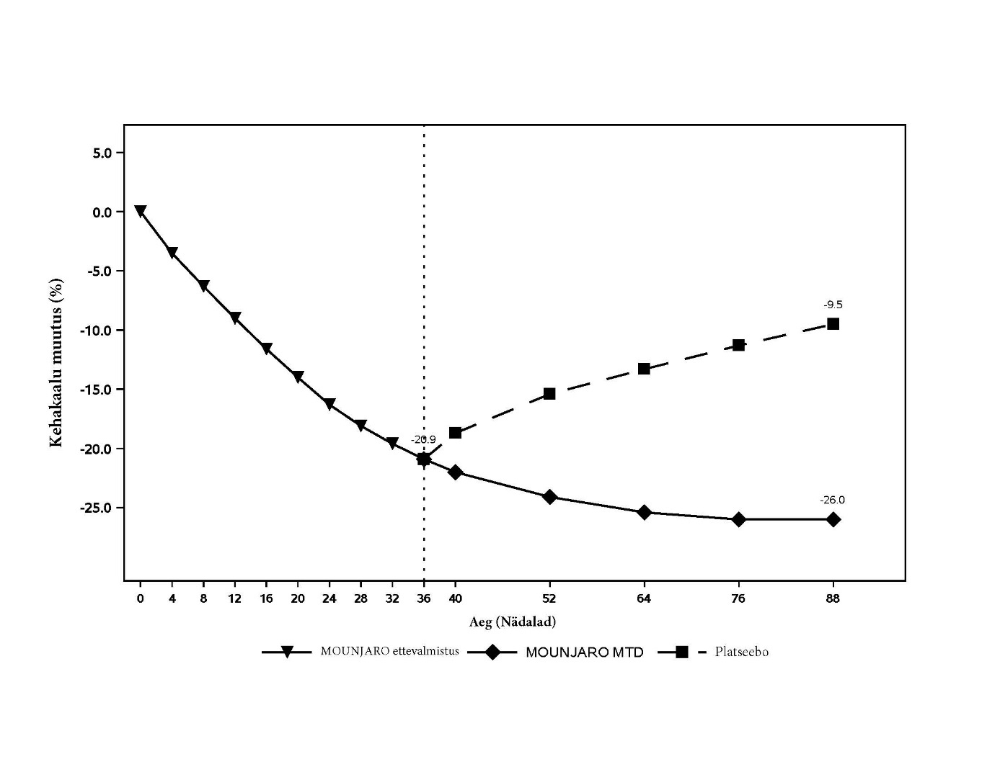 5.0
0.0
-5.0
-10.0
-15.0
-20.0
-25.0
Kehakaalu muutus (%)
-9.5
-20.9
-26.0
0 4 8 12 16 20 24 28 32 36 40 52 64 76 88
Aeg (Nädalad)
MOUNJARO ettevalmistus MOUNJARO MTD Platseebo